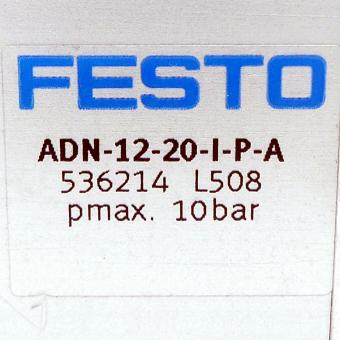 FESTO
ADN-12-20-I-P-A
536214 L508
pmax. 10bar